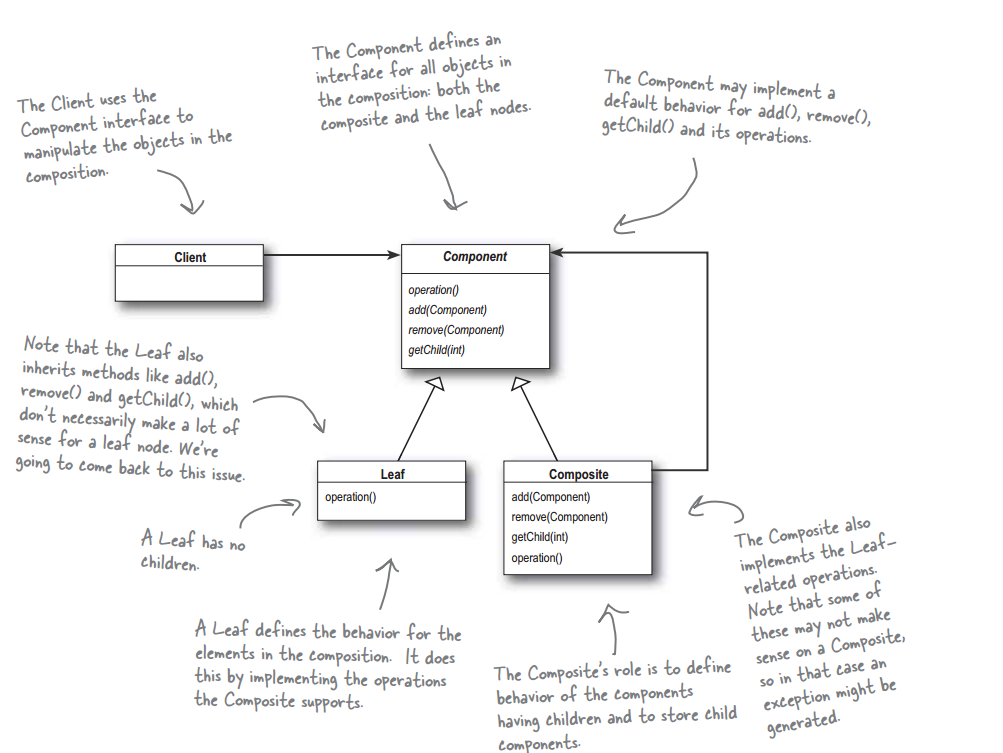 The Client uses the
Component interface to
manipulate the objects in the
composition.
The Component defines an
interface for all objects in
the composition: both the
composite and the leaf nodes.
The Component may implement a
default behavior for add(), remove(),
getChild() and its operations.
Client
Component
operation()
add(Component)
remove(Component)
getChild(int)
Note that the Leaf also
inherits methods like add(),
remove() and getChild(), which
don't necessarily make a lot of
sense for a leaf node. We're
going to come back to this issue.
Leaf
operation()
Composite
add(Component)
remove(Component)
getChild(int)
operation()
A Leaf has no
children.
A Leaf defines the behavior for the
elements in the composition. It does
this by implementing the operations
the Composite supports.
The Composite's role is to define
behavior of the components
having children and to store child
components.
The Composite also
implements the Leaf-
related operations.
Note that some of
these may not make
sense on a Composite,
so in that case an
exception might be
generated.